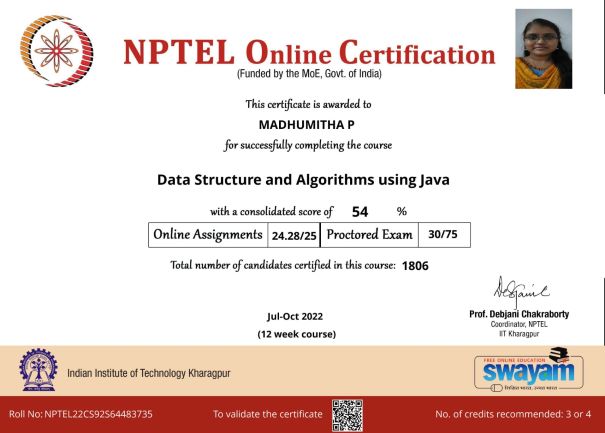 NPTEL Online Certification
(Funded by the MoE, Govt. of India)
This certificate is awarded to
MADHUMITHA P
for successfully completing the course
Data Structure and Algorithms using Java
with a consolidated score of 54 %
Online Assignments 24.28/25 Proctored Exam 30/75
Total number of candidates certified in this course: 1806
Jul-Oct 2022
(12 week course)
Prof. Debjani Chakraborty
Coordinator, NPTEL
IIT Kharagpur
Indian Institute of Technology Kharagpur
FREE ONLINE EDUCATION
swayam
शिक्षित भारत, उन्नत भारत
Roll No: NPTEL22CS92S64483735
To validate the certificate
No. of credits recommended: 3 or 4